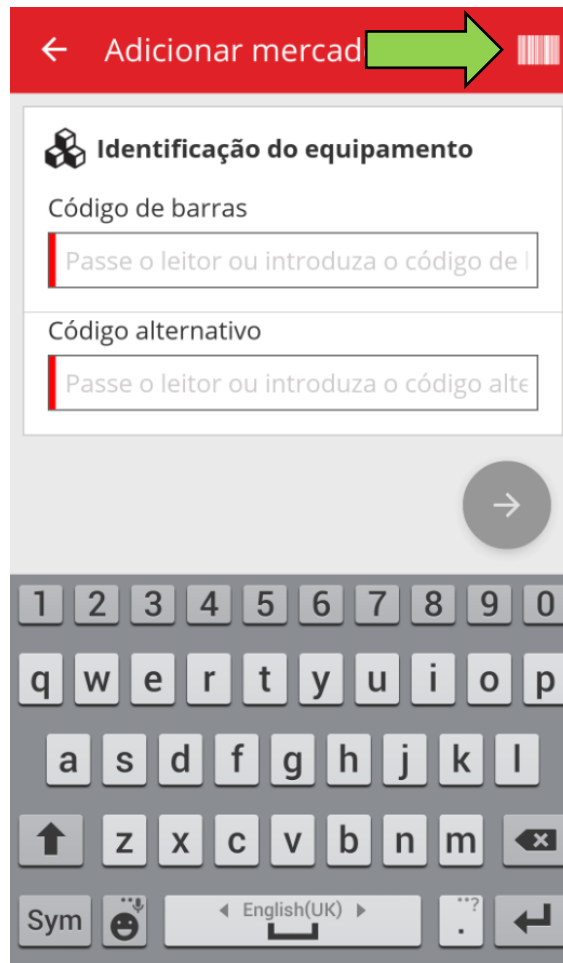 Adicionar mercad
Identificação do equipamento
Código de barras
Passe o leitor ou introduza o código de
Código alternativo
Passe o leitor ou introduza o código alte
1 2 3 4 5 6 7 8 9 0
q w e r t y u i o p
a s d f g h j k l
z x c v b n m
Sym English(UK) ..? .